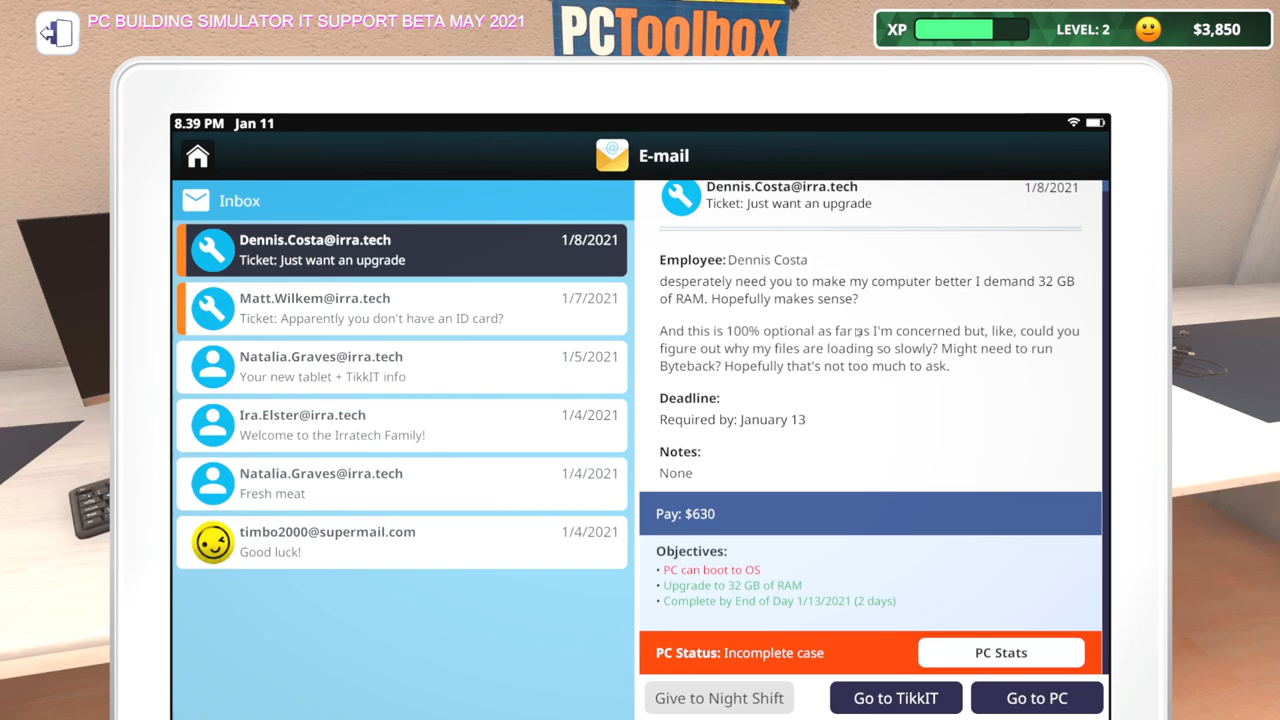 PC BUILDING SIMULATOR IT SUPPORT BETA MAY 2021
PCToolbox
XP
LEVEL: 2
$3,850
8.39 PM Jan 11
E-mail
Inbox
Dennis.Costa@irra.tech 1/8/2021
Ticket: Just want an upgrade
Matt.Wilkem@irra.tech 1/7/2021
Ticket: Apparently you don't have an ID card?
Natalia.Graves@irra.tech 1/5/2021
Your new tablet + TikkIT info
Ira.Elster@irra.tech 1/4/2021
Welcome to the Irratech Family!
Natalia.Graves@irra.tech 1/4/2021
Fresh meat
timbo2000@supermail.com 1/4/2021
Good luck!
Dennis.Costa@irra.tech 1/8/2021
Ticket: Just want an upgrade
Employee: Dennis Costa
desperately need you to make my computer better I demand 32 GB
of RAM. Hopefully makes sense?
And this is 100% optional as far as I'm concerned but, like, could you
figure out why my files are loading so slowly? Might need to run
Byteback? Hopefully that's not too much to ask.
Deadline:
Required by: January 13
Notes:
None
Pay: $630
Objectives:
• PC can boot to OS
• Upgrade to 32 GB of RAM
• Complete by End of Day 1/13/2021 (2 days)
PC Status: Incomplete case
PC Stats
Give to Night Shift
Go to TikkIT
Go to PC